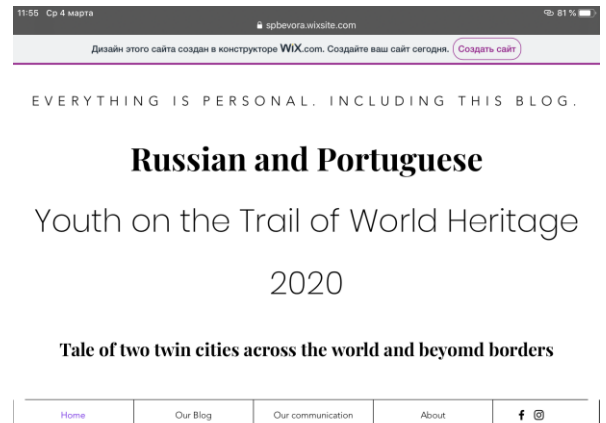 11:55 Ср 4 марта 81 %
spbevora.wixsite.com
Дизайн этого сайта создан в конструкторе WiX.com. Создайте ваш сайт сегодня. Создать сайт
EVERYTHING IS PERSONAL. INCLUDING THIS BLOG.
Russian and Portuguese
Youth on the Trail of World Heritage
2020
Tale of two twin cities across the world and beyomd borders
Home Our Blog Our communication About